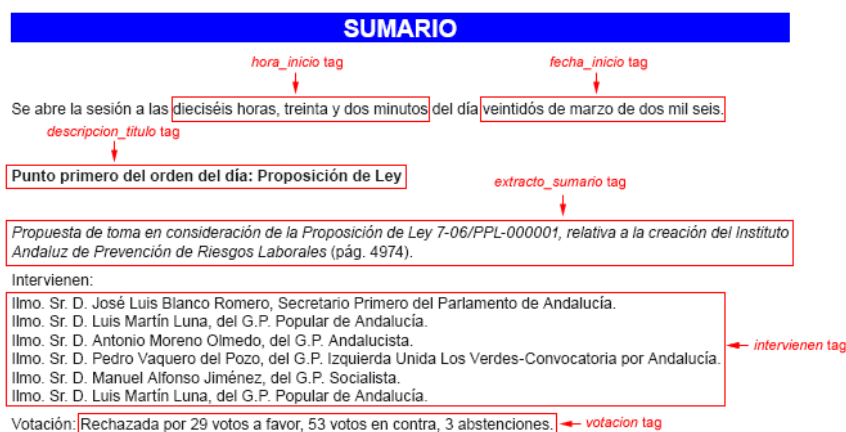 SUMARIO
hora_inicio tag
fecha_inicio tag
Se abre la sesión a las dieciséis horas, treinta y dos minutos del día veintidós de marzo de dos mil seis.
descripcion_titulo tag
Punto primero del orden del día: Proposición de Ley
extracto_sumario tag
Propuesta de toma en consideración de la Proposición de Ley 7-06/PPL-000001, relativa a la creación del Instituto
Andaluz de Prevención de Riesgos Laborales (pág. 4974).
Intervienen:
Ilmo. Sr. D. José Luis Blanco Romero, Secretario Primero del Parlamento de Andalucía.
Ilmo. Sr. D. Luis Martín Luna, del G.P. Popular de Andalucía.
Ilmo. Sr. D. Antonio Moreno Olmedo, del G.P. Andalucista.
Ilmo. Sr. D. Pedro Vaquero del Pozo, del G.P. Izquierda Unida Los Verdes-Convocatoria por Andalucía.
intervienen tag
Ilmo. Sr. D. Manuel Alfonso Jiménez, del G.P. Socialista.
Ilmo. Sr. D. Luis Martín Luna, del G.P. Popular de Andalucía.
Votación: Rechazada por 29 votos a favor, 53 votos en contra, 3 abstenciones.
votacion tag